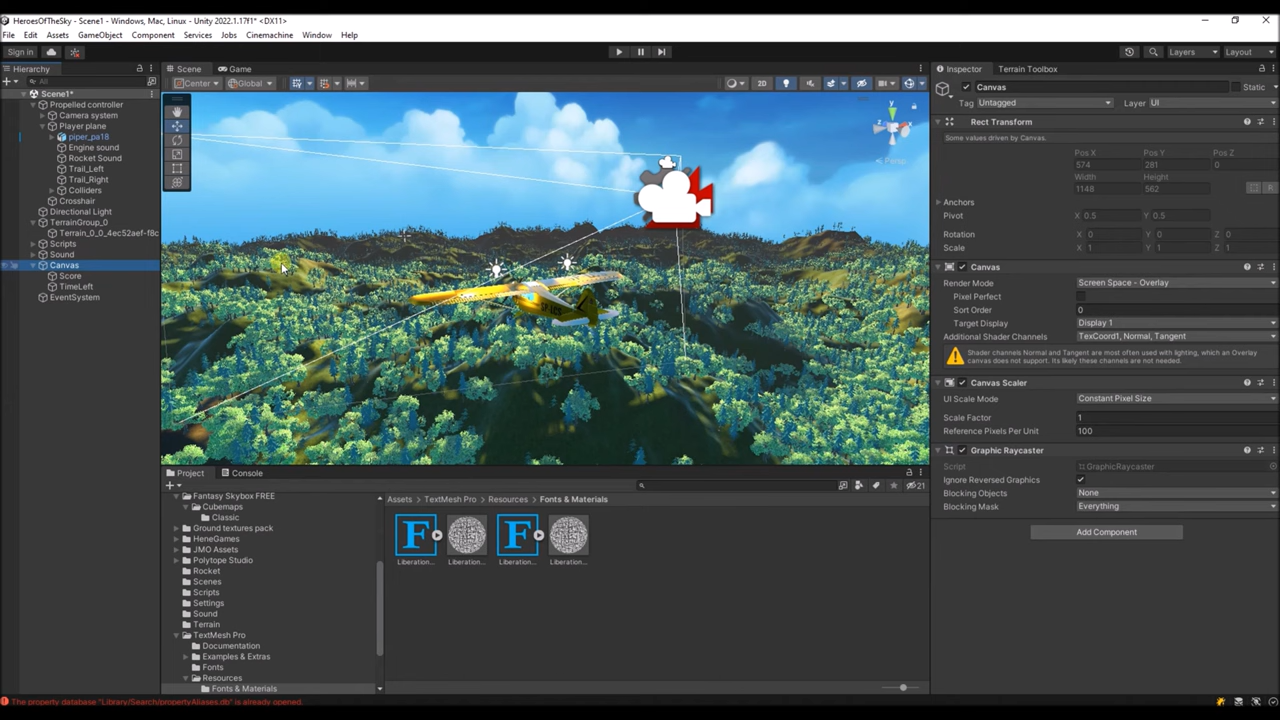 HeroesOfTheSky - Scene1 - Windows, Mac, Linux - Unity 2022.1.17f1* <DX11>
File Edit Assets GameObject Component Services Jobs Cinemachine Window Help
Sign in Layers Layout
Hierarchy
All
Scene1*
Propelled controller
Camera system
Player plane
piper_pa18
Engine sound
Rocket Sound
Trail_Left
Trail_Right
Colliders
Crosshair
Directional Light
TerrainGroup_0
Terrain_0_0_4ec52aef-f8c
Scripts
Sound
Canvas
Score
TimeLeft
EventSystem
Scene Game
Center Global 2D
y
x
Persp
Inspector Terrain Toolbox
Canvas Static
Tag Untagged Layer UI
Rect Transform
Some values driven by Canvas.
Pos X Pos Y Pos Z
574 281 0
Width Height
1148 562
R
Anchors
Pivot X 0.5 Y 0.5
Rotation X 0 Y 0 Z 0
Scale X 1 Y 1 Z 1
Canvas
Render Mode Screen Space - Overlay
Pixel Perfect
Sort Order 0
Target Display Display 1
Additional Shader Channels TexCoord1, Normal, Tangent
Shader channels Normal and Tangent are most often used with lighting, which an Overlay
canvas does not support. Its likely these channels are not needed.
Canvas Scaler
UI Scale Mode Constant Pixel Size
Scale Factor 1
Reference Pixels Per Unit 100
Graphic Raycaster
Script GraphicRaycaster
Ignore Reversed Graphics
Blocking Objects None
Blocking Mask Everything
Add Component
Project Console
21
Fantasy Skybox FREE
Cubemaps
Classic
Ground textures pack
HeneGames
JMO Assets
Polytope Studio
Rocket
Scenes
Scripts
Settings
Sound
Terrain
TextMesh Pro
Documentation
Examples & Extras
Fonts
Resources
Fonts & Materials
Assets TextMesh Pro Resources Fonts & Materials
F F
Liberation... Liberation... Liberation... Liberation...
The property database "Library/Search/propertyAliases.db" is already opened.